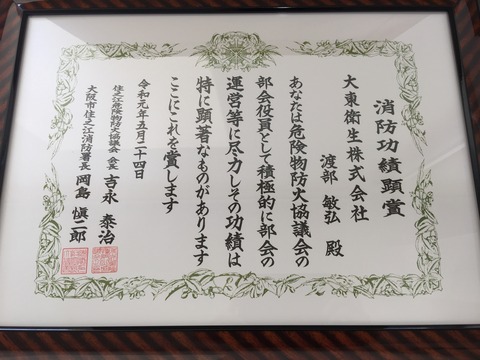 消防功績顕賞
大東衛生株式会社
渡部 敏弘 殿
あなたは危険物防火協議会の
部会役員として積極的に部会の
運営等に尽力しその功績は
特に顕著なものがあります
ここにこれを賞します
令和元年五月二十四日
住之江危険物防火協議会 会長 吉永 泰治
大阪市住之江消防署長 岡島 愼二郎